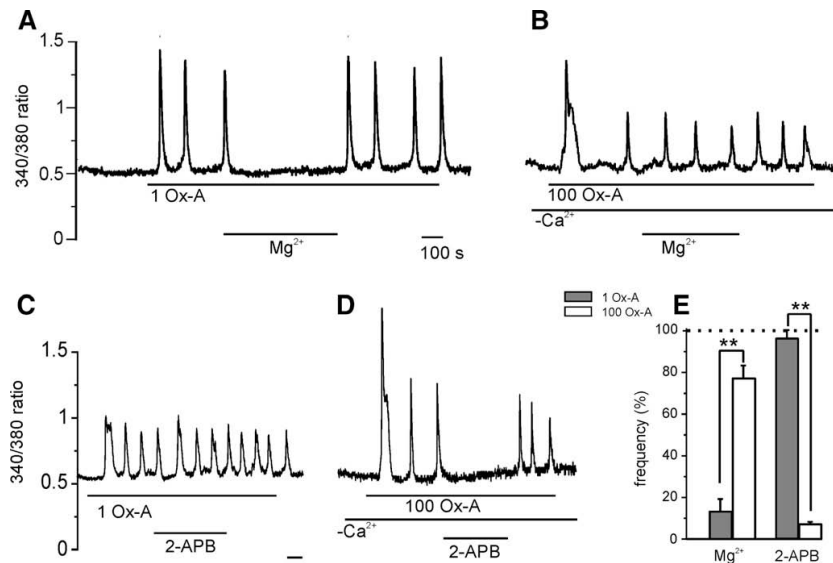 A
B
340/380 ratio
1.5
1
0.5
0
1 Ox-A
Mg²⁺
100 s
100 Ox-A
-Ca²⁺
Mg²⁺
C
D
E
1 Ox-A
100 Ox-A
340/380 ratio
1.5
1
0.5
0
1 Ox-A
2-APB
100 Ox-A
-Ca²⁺
2-APB
frequency (%)
100
80
60
40
20
0
**
**
Mg²⁺
2-APB